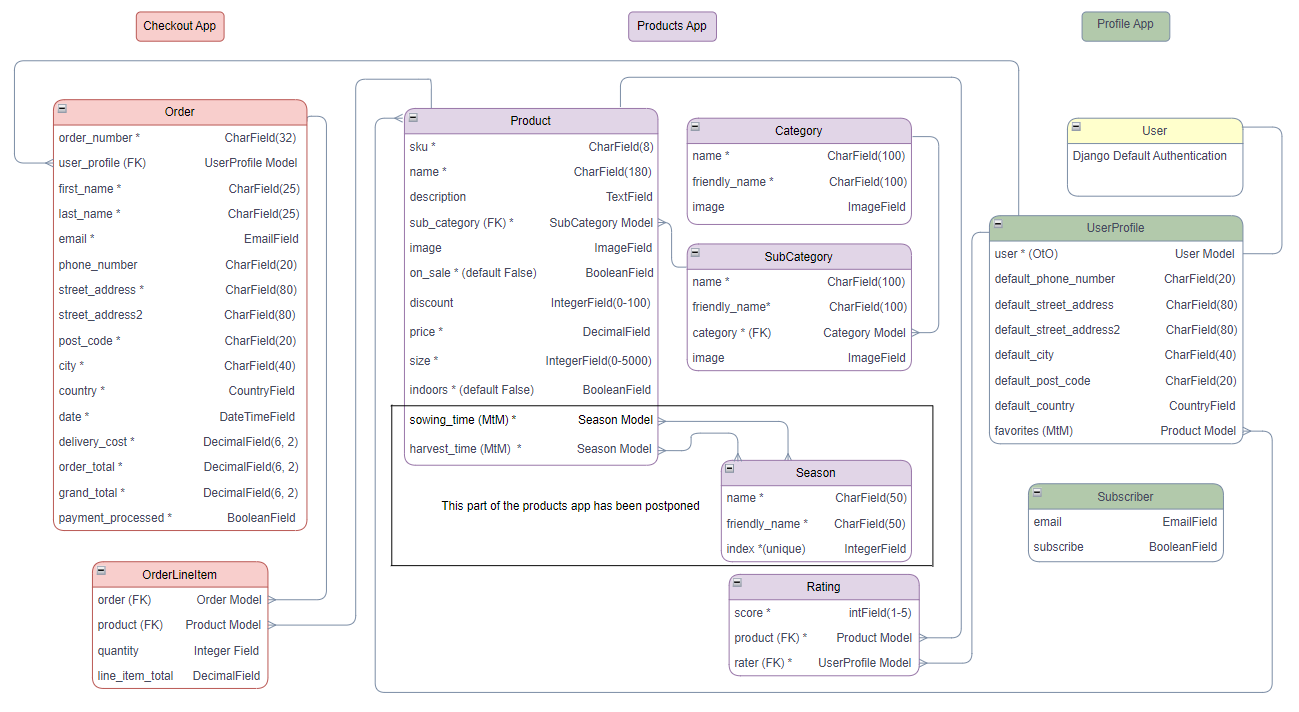 Checkout App
Products App
Profile App
Order
order_number * CharField(32)
user_profile (FK) UserProfile Model
first_name * CharField(25)
last_name * CharField(25)
email * EmailField
phone_number CharField(20)
street_address * CharField(80)
street_address2 CharField(80)
post_code * CharField(20)
city * CharField(40)
country * CountryField
date * DateTimeField
delivery_cost * DecimalField(6, 2)
order_total * DecimalField(6, 2)
grand_total * DecimalField(6, 2)
payment_processed * BooleanField
OrderLineItem
order (FK) Order Model
product (FK) Product Model
quantity Integer Field
line_item_total DecimalField
Product
sku * CharField(8)
name * CharField(180)
description TextField
sub_category (FK) * SubCategory Model
image ImageField
on_sale * (default False) BooleanField
discount IntegerField(0-100)
price * DecimalField
size * IntegerField(0-5000)
indoors * (default False) BooleanField
sowing_time (MtM) * Season Model
harvest_time (MtM) * Season Model
This part of the products app has been postponed
Category
name * CharField(100)
friendly_name * CharField(100)
image ImageField
SubCategory
name * CharField(100)
friendly_name* CharField(100)
category * (FK) Category Model
image ImageField
Season
name * CharField(50)
friendly_name * CharField(50)
index *(unique) IntegerField
Rating
score * intField(1-5)
product (FK) * Product Model
rater (FK) * UserProfile Model
User
Django Default Authentication
UserProfile
user * (OtO) User Model
default_phone_number CharField(20)
default_street_address CharField(80)
default_street_address2 CharField(80)
default_city CharField(40)
default_post_code CharField(20)
default_country CountryField
favorites (MtM) Product Model
Subscriber
email EmailField
subscribe BooleanField